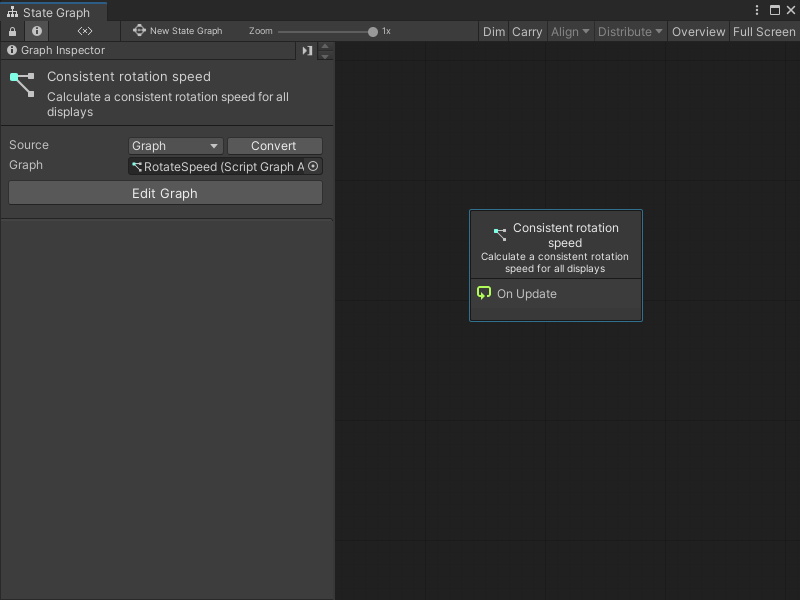 State Graph
New State Graph
Zoom
1x
Dim
Carry
Align
Distribute
Overview
Full Screen
Graph Inspector
Consistent rotation speed
Calculate a consistent rotation speed for all
displays
Source
Graph
Convert
Graph
RotateSpeed (Script Graph A
Edit Graph
Consistent rotation
speed
Calculate a consistent rotation
speed for all displays
On Update